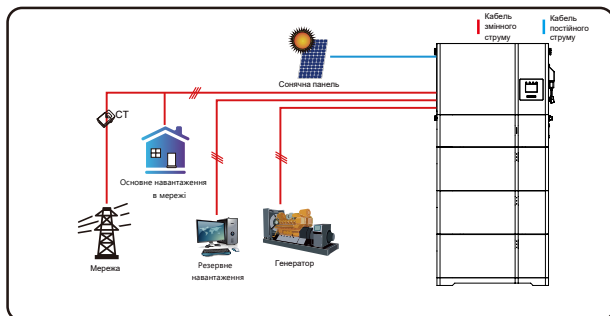 Кабель
змінного
струму
Кабель
постійного
струму
Сонячна панель
CT
Основне навантаження
в мережі
Мережа
Резервне
навантаження
Генератор